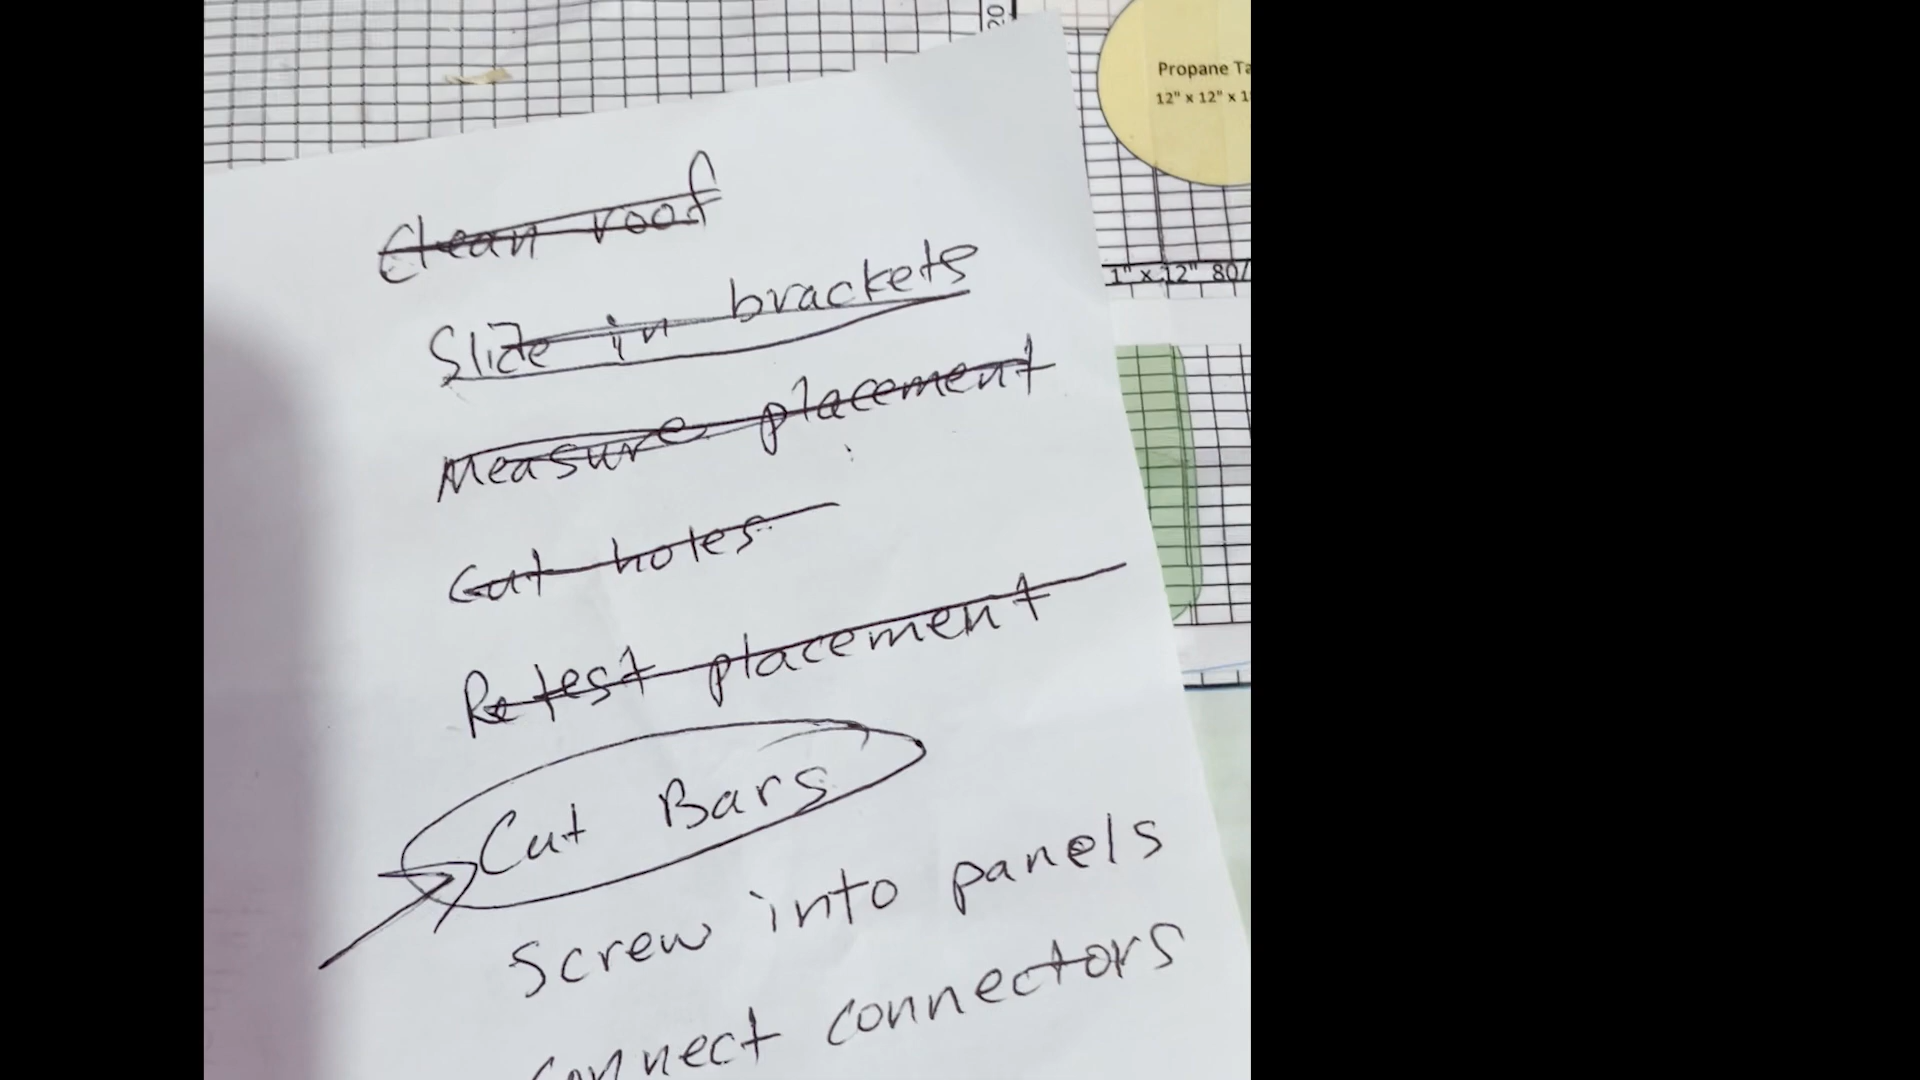 20
Propane Ta
12" x 12" x 1
1" x 12" 80/
Clean roof
Slide in brackets
Measure placement
Cut holes
Retest placement
Cut Bars
Screw into panels
Connect connectors